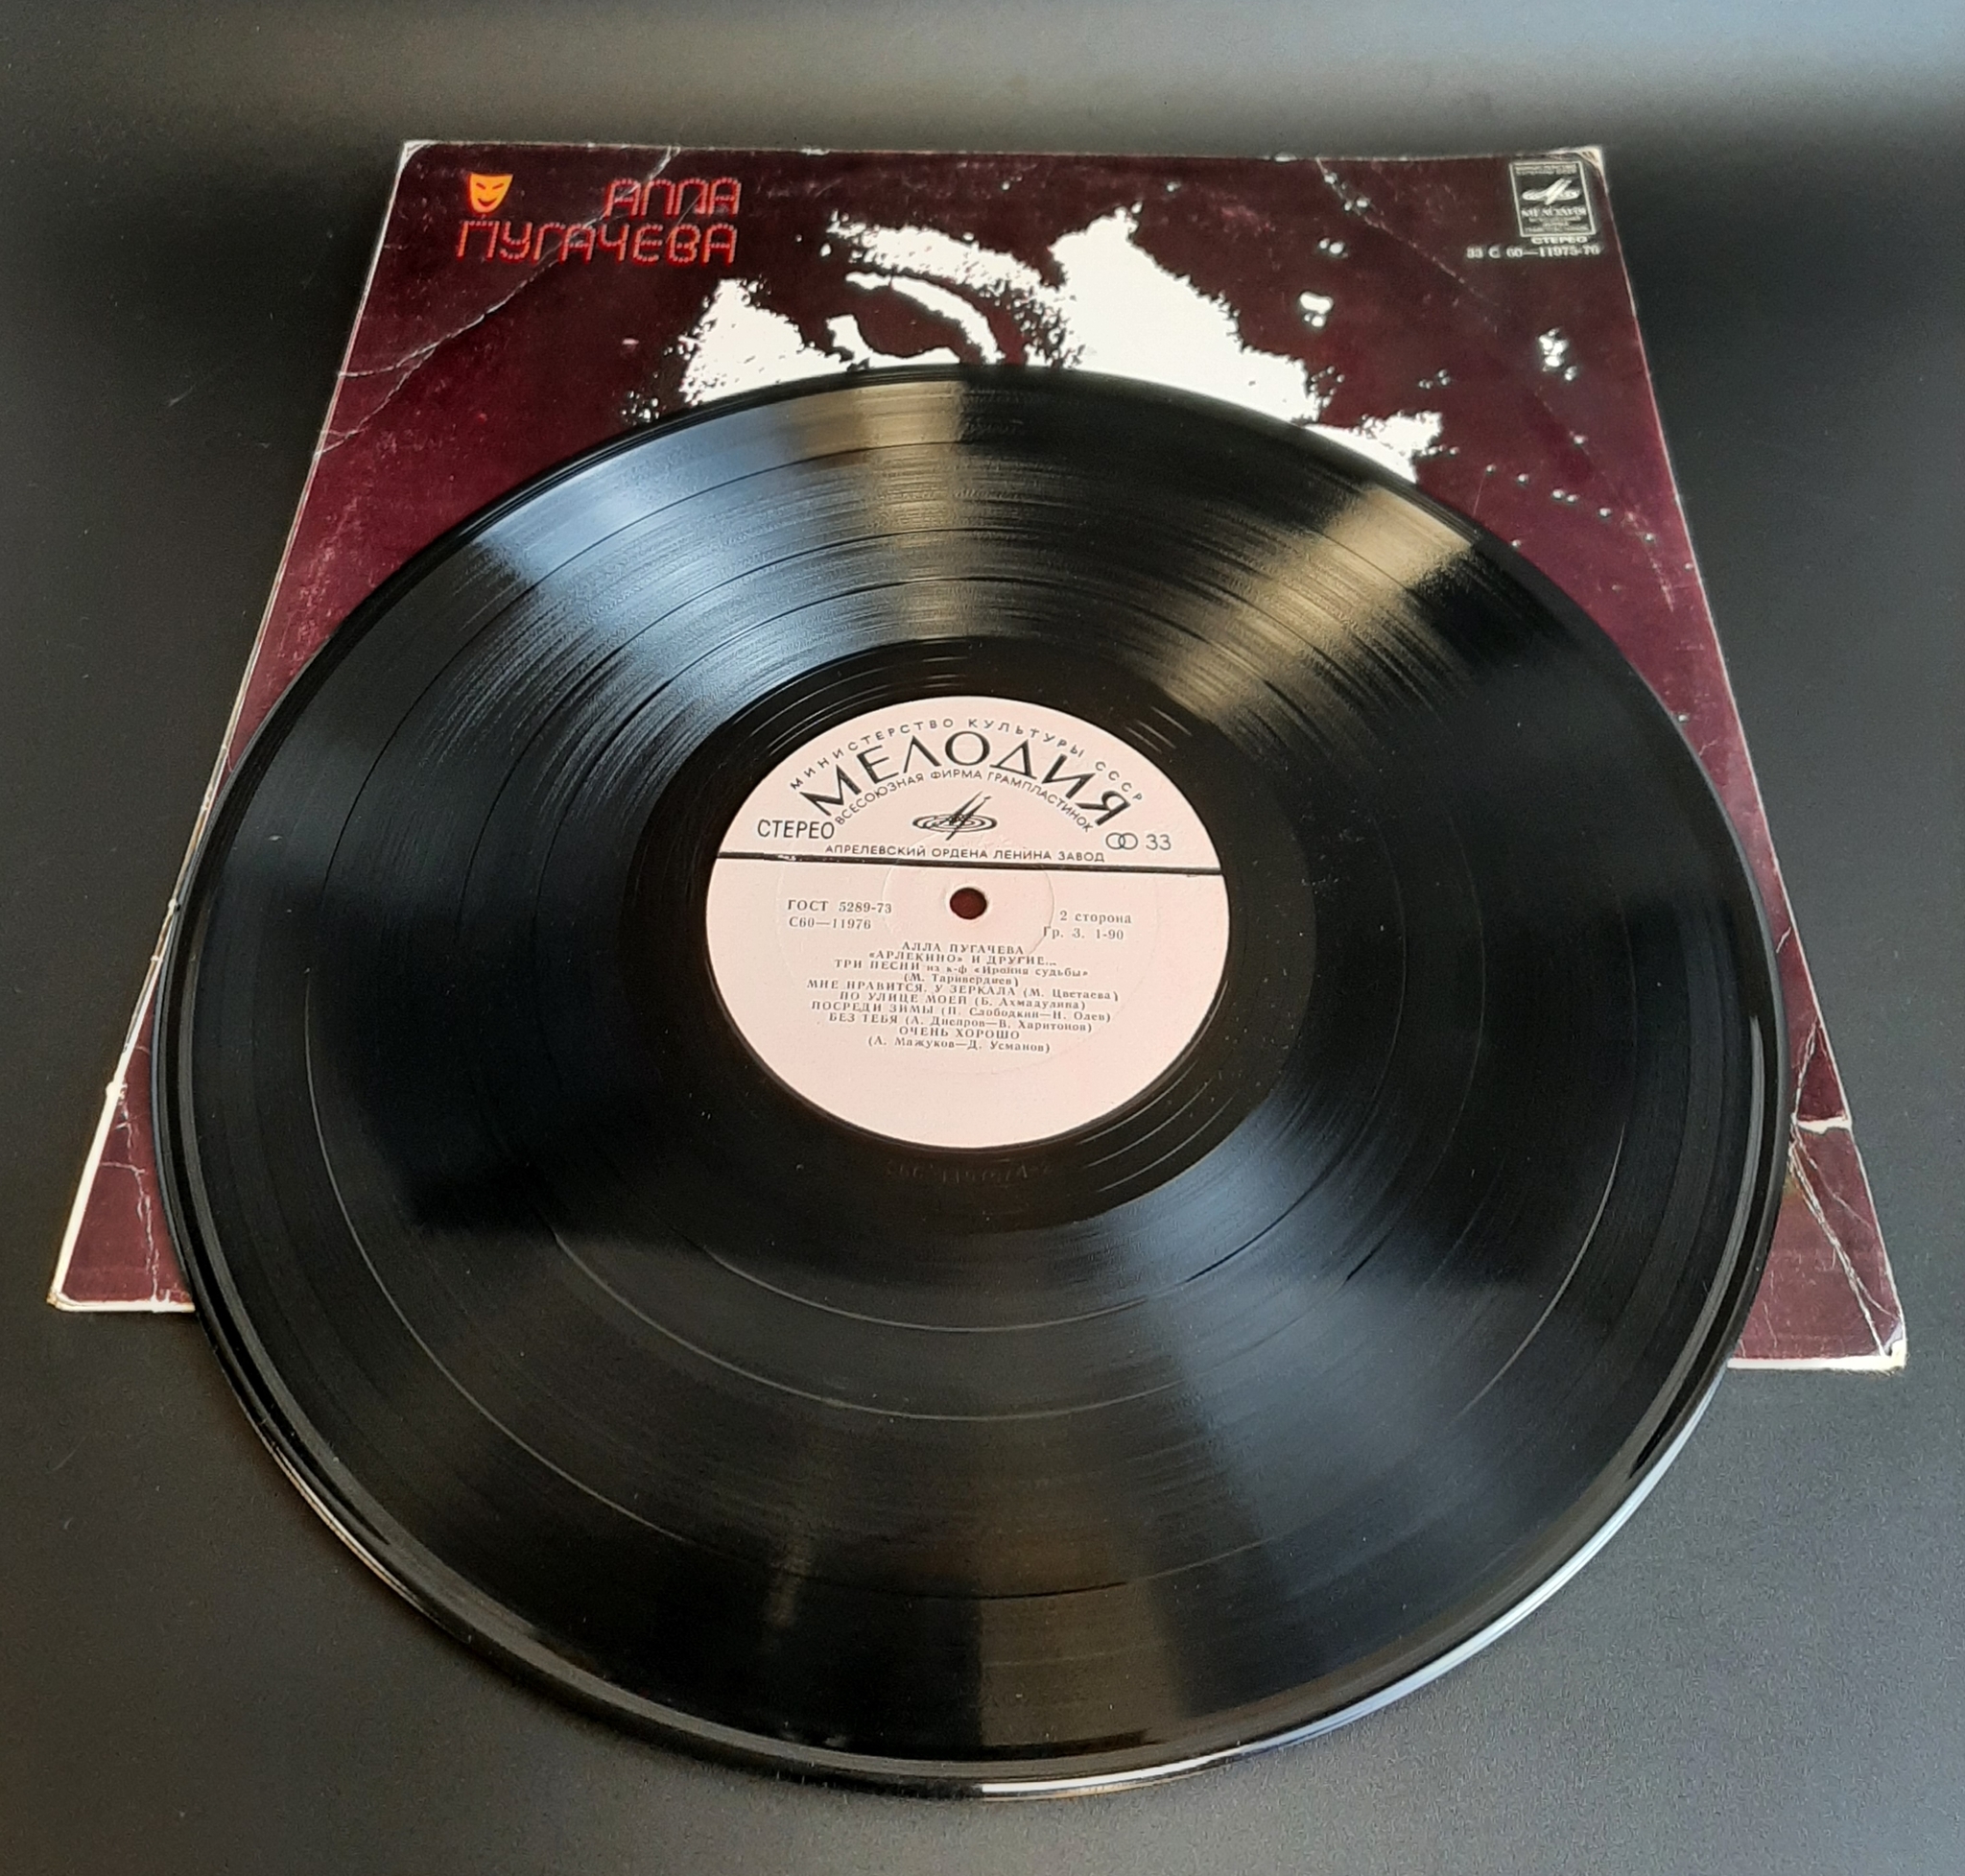 АЛЛА
ПУГАЧЕВА
МЕЛОДИЯ
СТЕРЕО
33 С 60—11975-76
МИНИСТЕРСТВО КУЛЬТУРЫ СССР
МЕЛОДИЯ
ВСЕСОЮЗНАЯ ФИРМА ГРАМПЛАСТИНОК
СТЕРЕО
33
АПРЕЛЕВСКИЙ ОРДЕНА ЛЕНИНА ЗАВОД
ГОСТ 5289-73
С60—11976
2 сторона
Гр. 3. 1-90
АЛЛА ПУГАЧЕВА
«АРЛЕКИНО» И ДРУГИЕ...
ТРИ ПЕСНИ из к-ф «Ирония судьбы»
(М. Таривердиев)
МНЕ НРАВИТСЯ, У ЗЕРКАЛА (М. Цветаева)
ПО УЛИЦЕ МОЕЙ (Б. Ахмадулина)
ПОСРЕДИ ЗИМЫ (П. Слободкин—Н. Олев)
БЕЗ ТЕБЯ (А. Днепров—В. Харитонов)
ОЧЕНЬ ХОРОШО
(А. Мажуков—Д. Усманов)